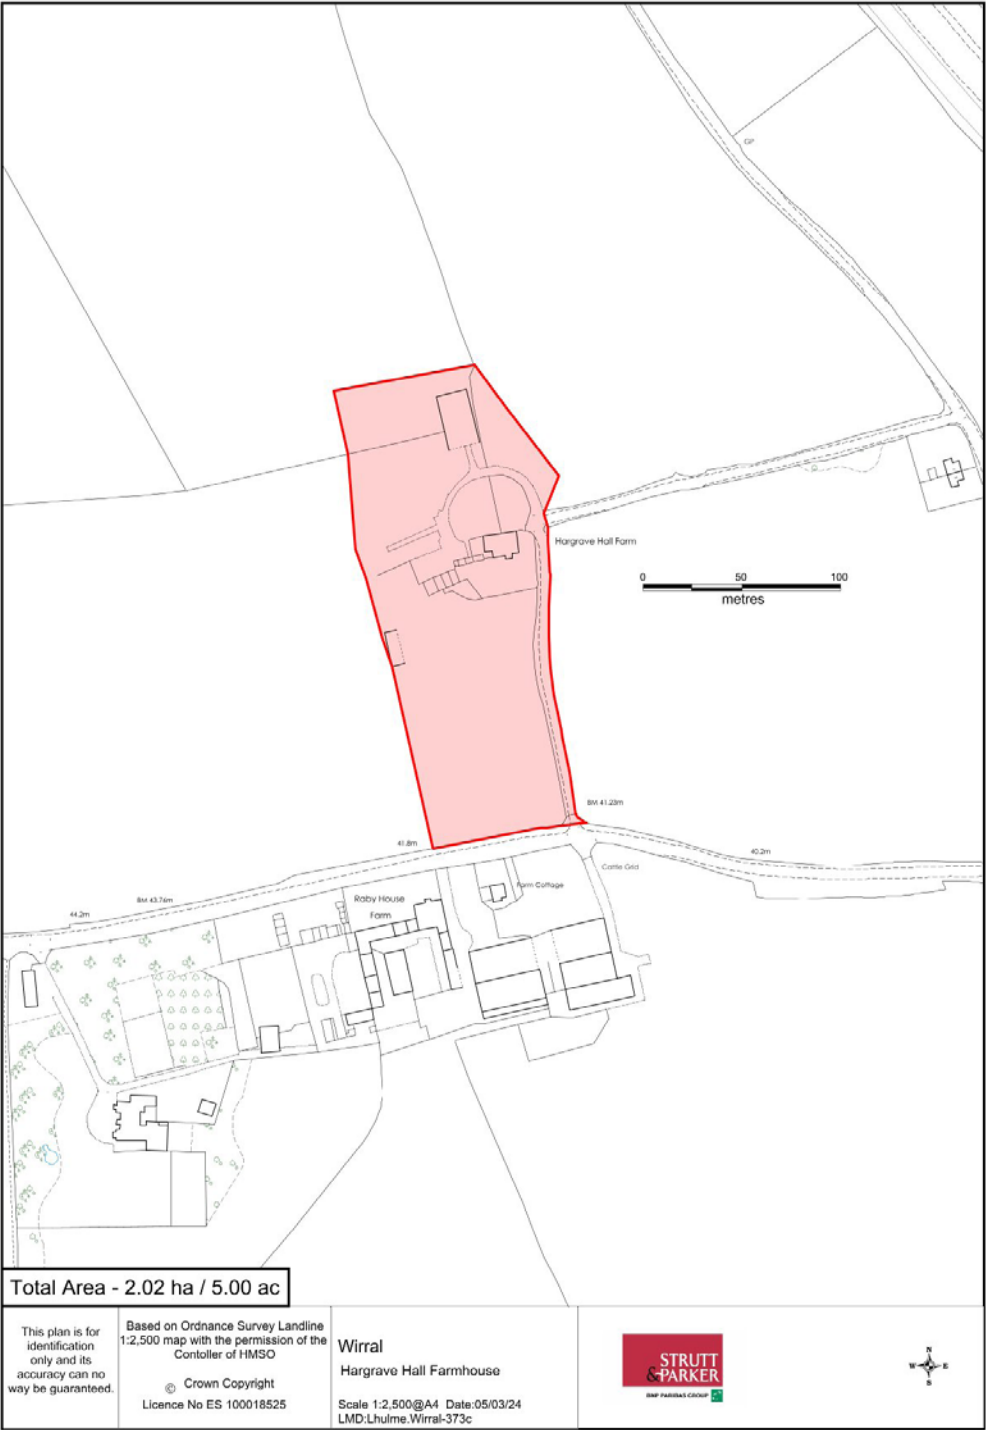 GP
Hargrave Hall Farm
0 50 100
metres
BM 41.23m
41.8m
40.2m
Cattle Grid
Farm Cottage
Raby House
Farm
BM 43.74m
44.2m
Total Area - 2.02 ha / 5.00 ac
This plan is for
identification
only and its
accuracy can no
way be guaranteed.
Based on Ordnance Survey Landline
1:2,500 map with the permission of the
Contoller of HMSO
© Crown Copyright
Licence No ES 100018525
Wirral
Hargrave Hall Farmhouse
Scale 1:2,500@A4 Date:05/03/24
LMD:Lhulme.Wirral-373c
STRUTT
&PARKER
BNP PARIBAS GROUP
N
W E
S